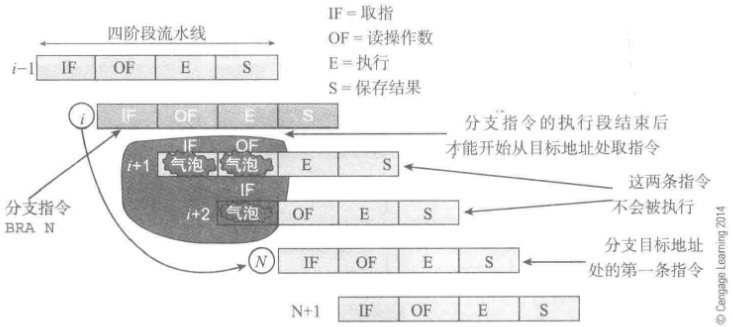 四阶段流水线
IF = 取指
OF = 读操作数
E = 执行
S = 保存结果
i−1 IF OF E S
i IF OF E S
分支指令的执行段结束后
才能开始从目标地址处取指令
IF OF
i+1 气泡 气泡 E S
IF
i+2 气泡 OF E S
这两条指令
不会被执行
分支指令
BRA N
N IF OF E S
分支目标地址
处的第一条指令
N+1 IF OF E S
© Cengage Learning 2014